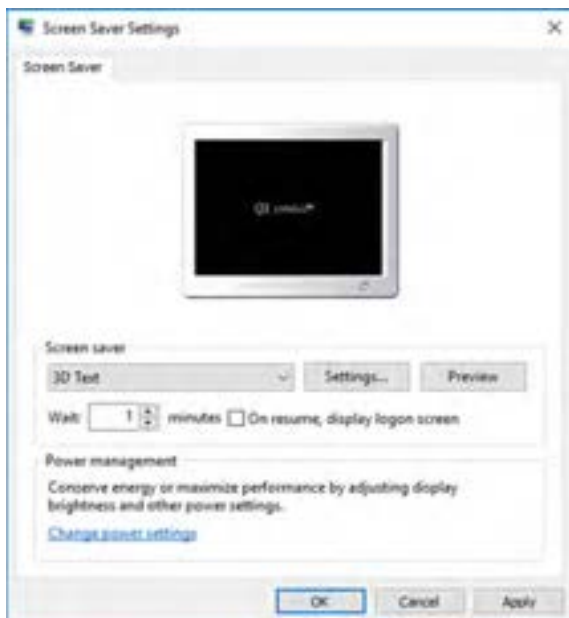 Screen Saver Settings
Screen Saver
Screen saver
3D Text
Settings...
Preview
Wait: 1 minutes On resume, display logon screen
Power management
Conserve energy or maximize performance by adjusting display
brightness and other power settings.
Change power settings
OK
Cancel
Apply